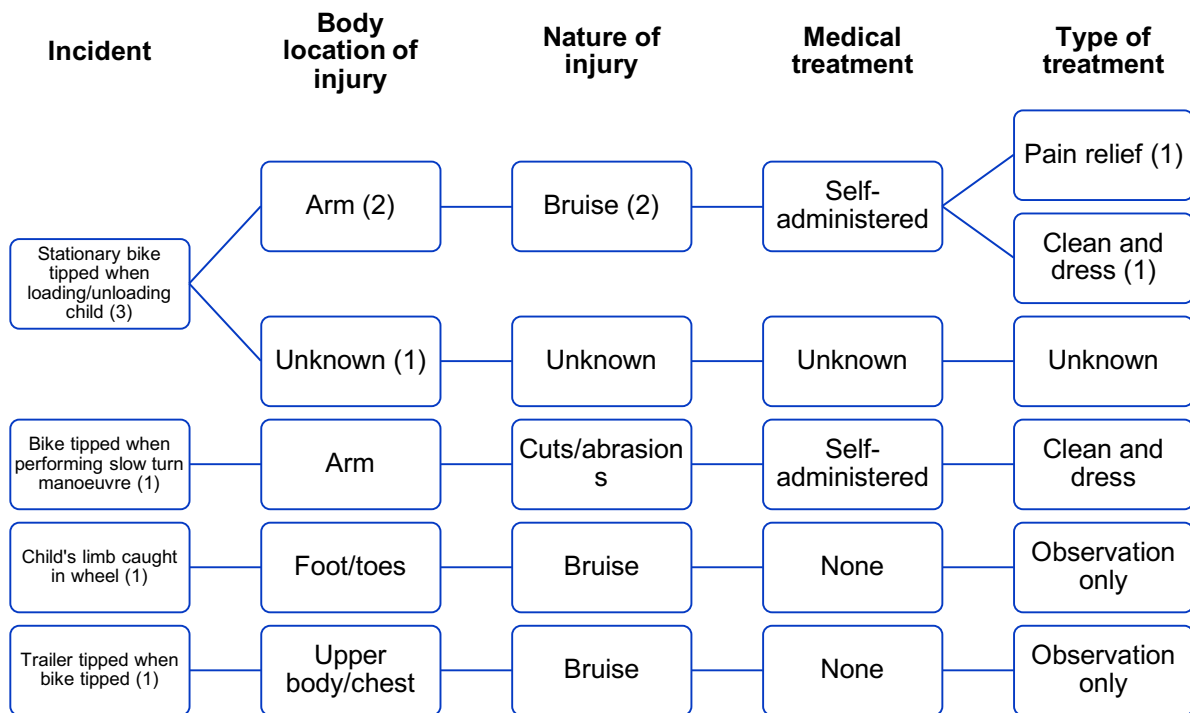 Incident
Body
location of
injury
Nature of
injury
Medical
treatment
Type of
treatment
Stationary bike
tipped when
loading/unloading
child (3)
Arm (2)
Bruise (2)
Self-
administered
Pain relief (1)
Clean and
dress (1)
Unknown (1)
Unknown
Unknown
Unknown
Bike tipped when
performing slow turn
manoeuvre (1)
Arm
Cuts/abrasion
s
Self-
administered
Clean and
dress
Child's limb caught
in wheel (1)
Foot/toes
Bruise
None
Observation
only
Trailer tipped when
bike tipped (1)
Upper
body/chest
Bruise
None
Observation
only